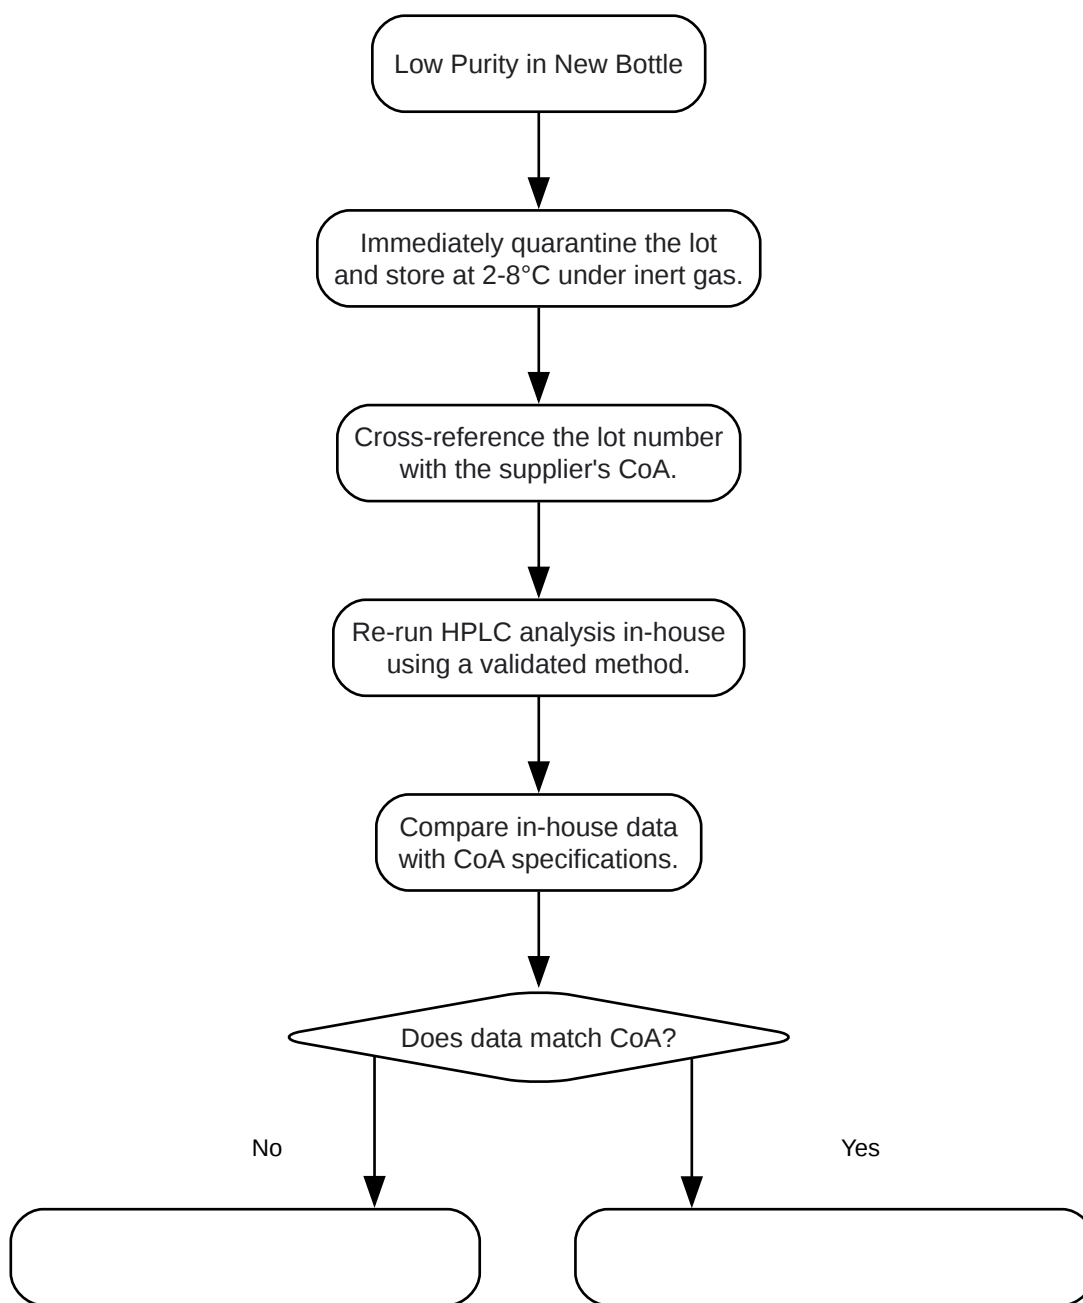 Low Purity in New Bottle
Immediately quarantine the lot
and store at 2-8°C under inert gas.
Cross-reference the lot number
with the supplier's CoA.
Re-run HPLC analysis in-house
using a validated method.
Compare in-house data
with CoA specifications.
Does data match CoA?
No
Yes